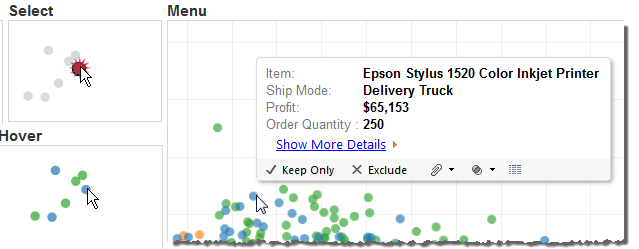 Select
Menu
Item: Epson Stylus 1520 Color Inkjet Printer
Ship Mode: Delivery Truck
Profit: $65,153
Order Quantity : 250
Show More Details
Keep Only Exclude
Hover